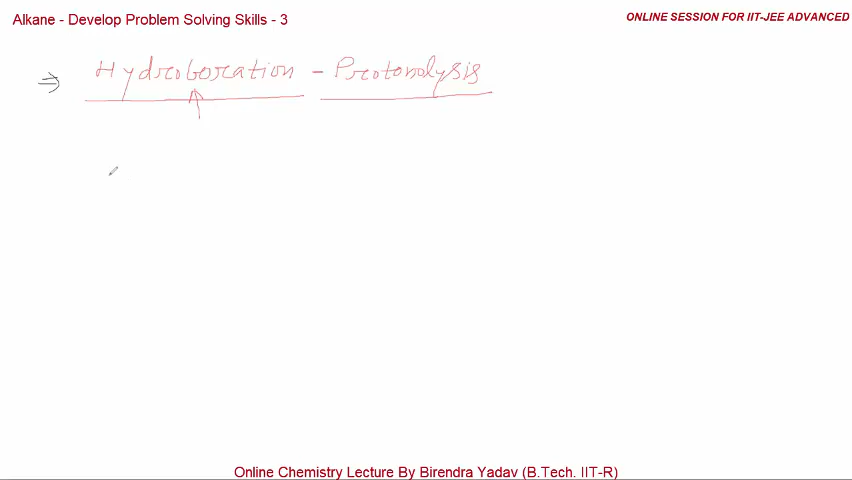 Alkane - Develop Problem Solving Skills - 3
ONLINE SESSION FOR IIT-JEE ADVANCED
⇒ Hydroboration - Protonolysis
Online Chemistry Lecture By Birendra Yadav (B.Tech. IIT-R)